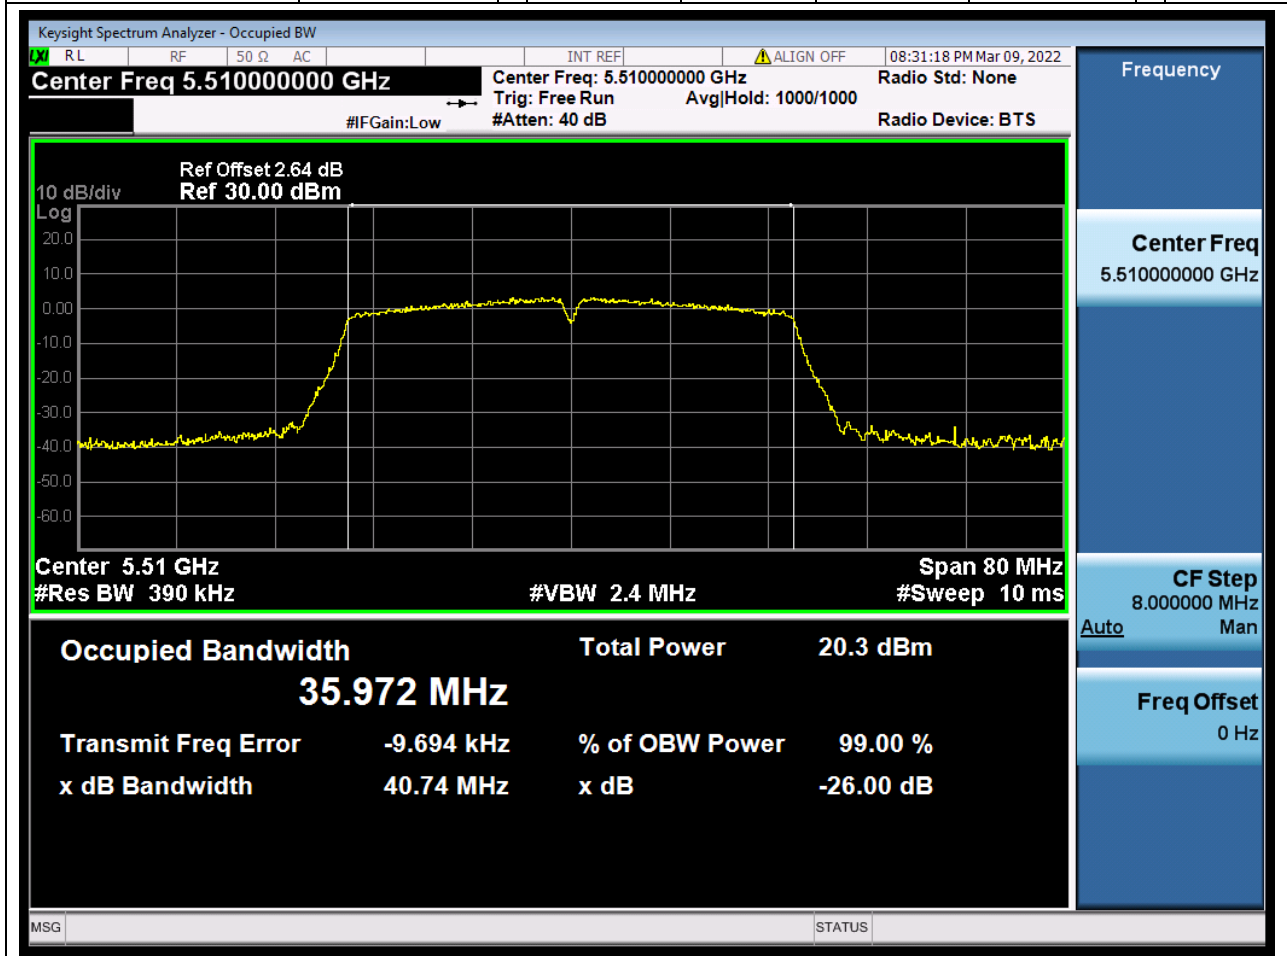 Keysight Spectrum Analyzer - Occupied BW
LXI RL RF 50 Ω AC INT REF ALIGN OFF 08:31:18 PM Mar 09, 2022
Center Freq 5.510000000 GHz
Center Freq: 5.510000000 GHz
Radio Std: None
Trig: Free Run Avg|Hold: 1000/1000
#IFGain:Low
#Atten: 40 dB
Radio Device: BTS
Ref Offset 2.64 dB
10 dB/div Ref 30.00 dBm
Log
20.0
10.0
0.00
-10.0
-20.0
-30.0
-40.0
-50.0
-60.0
Center 5.51 GHz Span 80 MHz
#Res BW 390 kHz #VBW 2.4 MHz #Sweep 10 ms
Occupied Bandwidth Total Power 20.3 dBm
35.972 MHz
Transmit Freq Error -9.694 kHz % of OBW Power 99.00 %
x dB Bandwidth 40.74 MHz x dB -26.00 dB
MSG STATUS
Frequency
Center Freq
5.510000000 GHz
CF Step
8.000000 MHz
Auto Man
Freq Offset
0 Hz